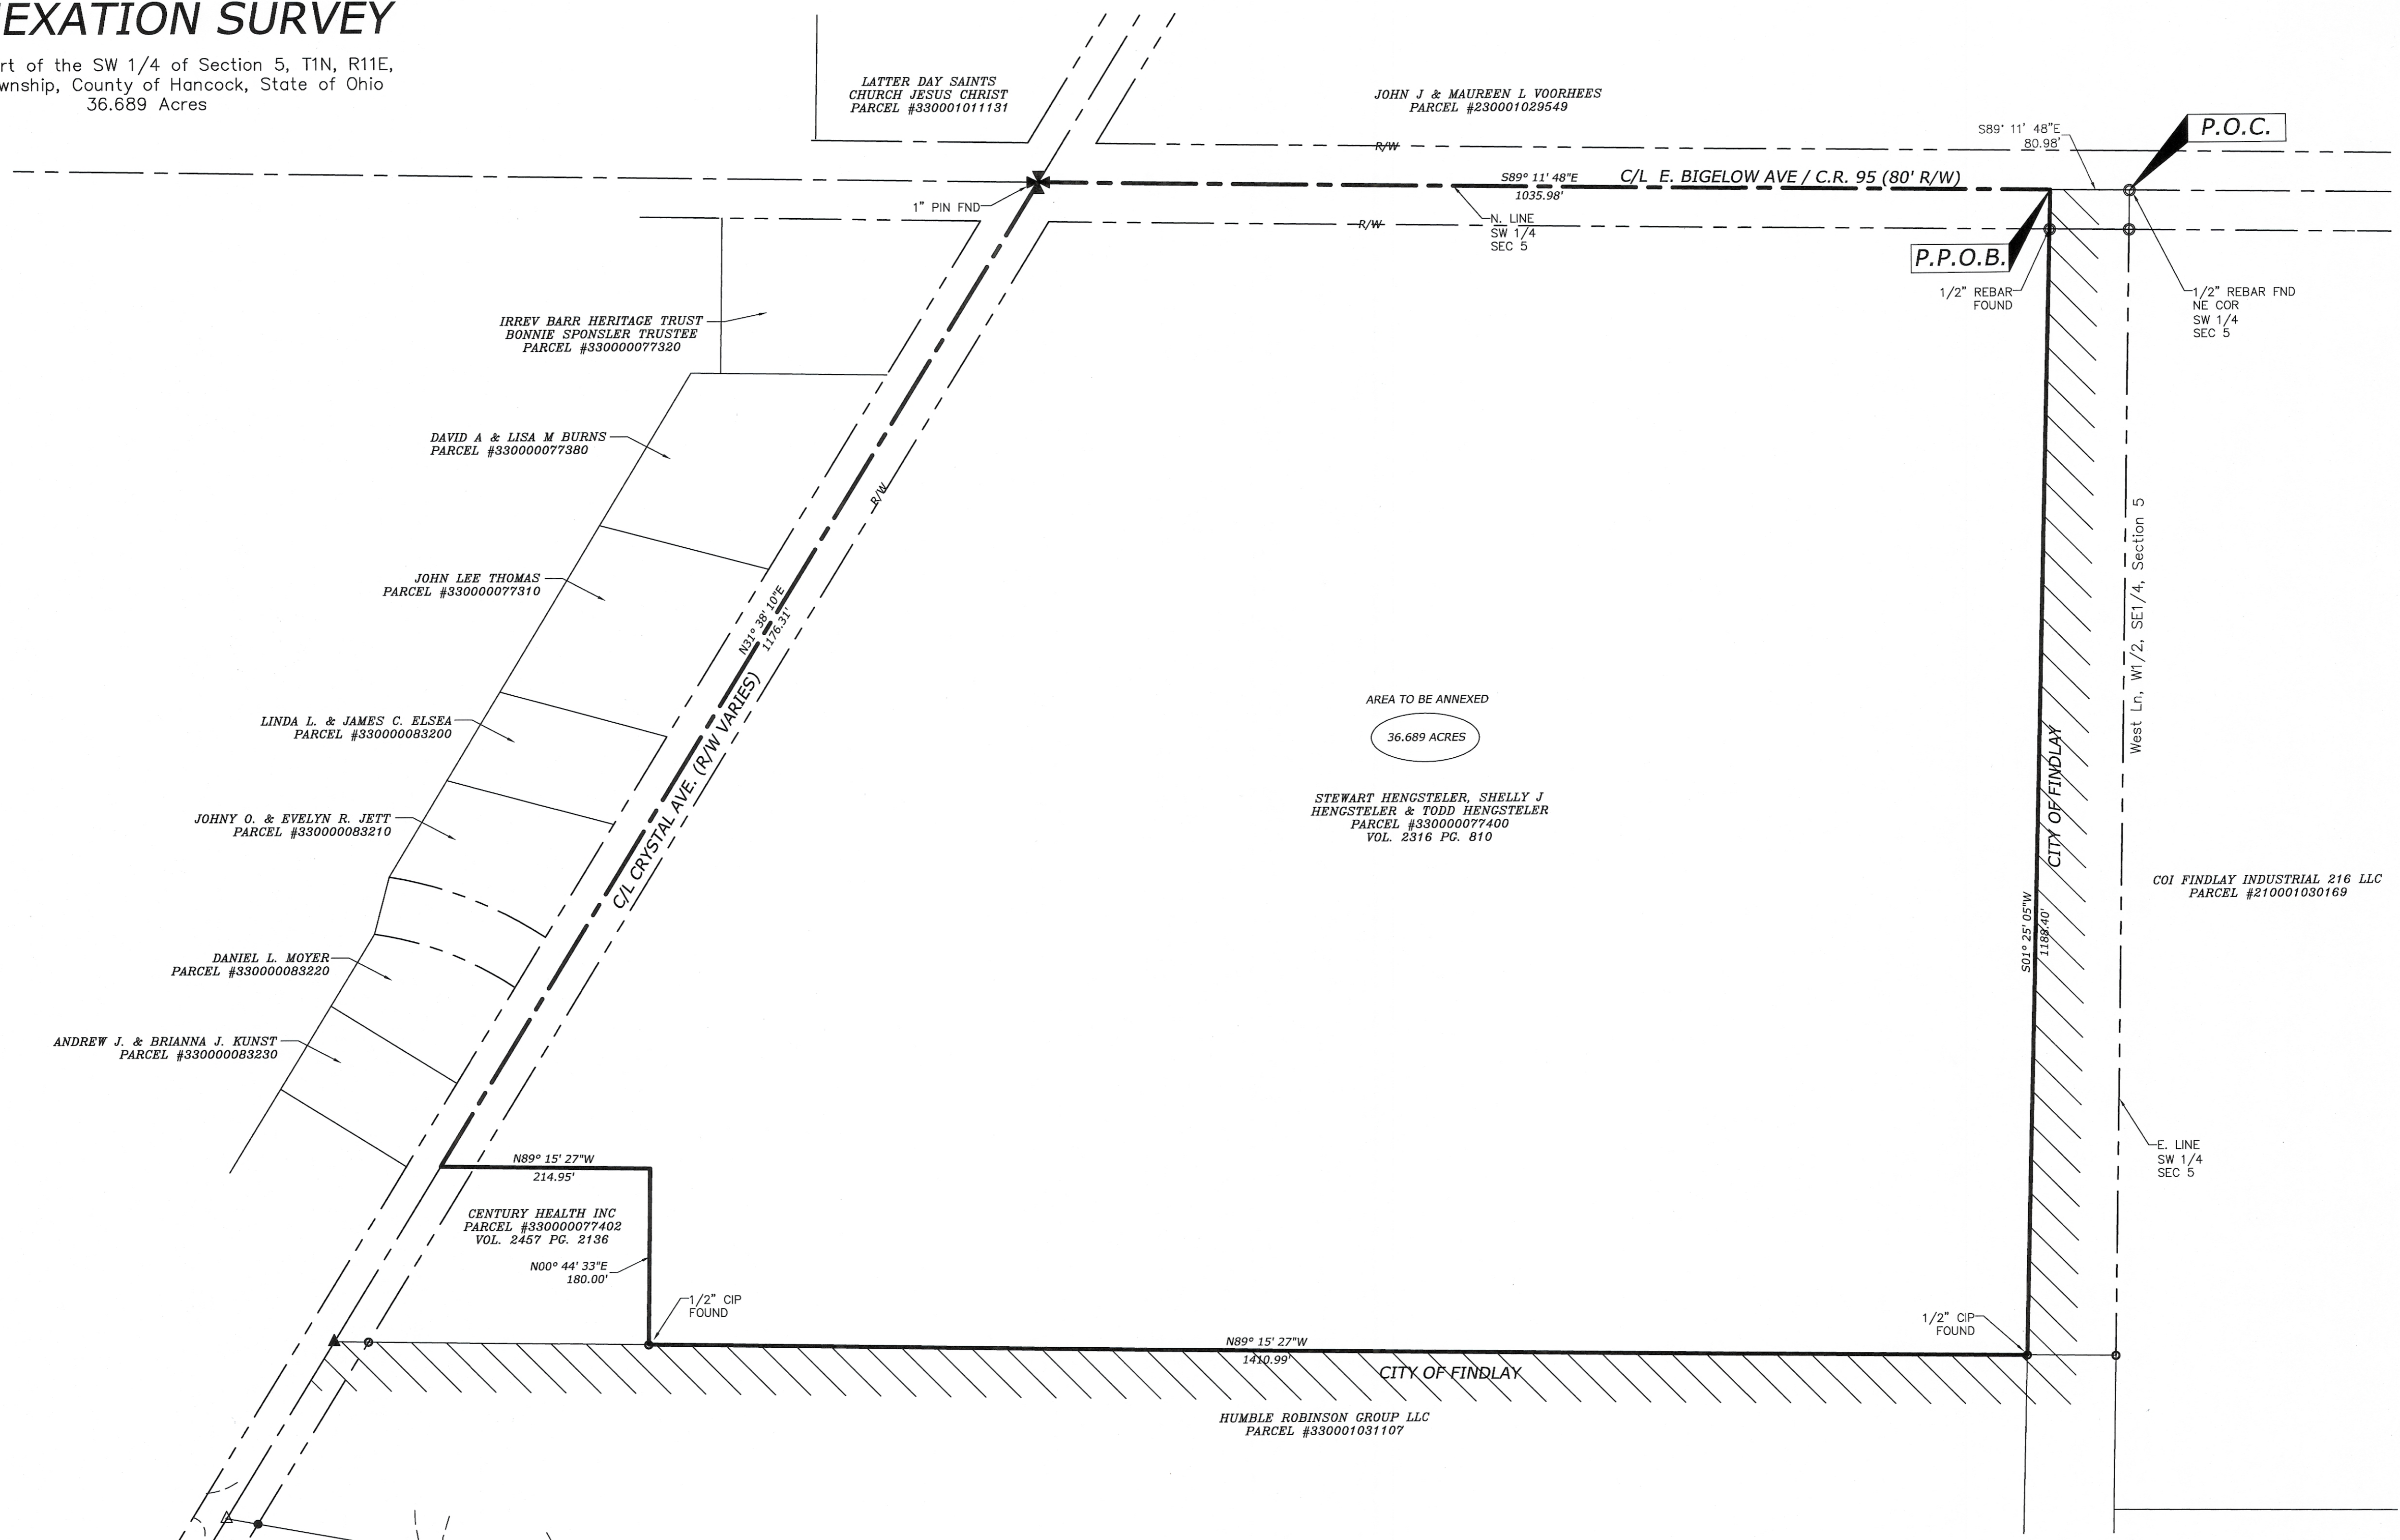 EXATION SURVEY
rt of the SW 1/4 of Section 5, T1N, R11E,
wnship, County of Hancock, State of Ohio
36.689 Acres
LATTER DAY SAINTS
CHURCH JESUS CHRIST
PARCEL #330001011131
JOHN J & MAUREEN L VOORHEES
PARCEL #230001029549
R/W
S89° 11' 48"E
80.98'
P.O.C.
1" PIN FND
S89° 11' 48"E
1035.98'
C/L E. BIGELOW AVE / C.R. 95 (80' R/W)
R/W
N. LINE
SW 1/4
SEC 5
P.P.O.B.
1/2" REBAR
FOUND
1/2" REBAR FND
NE COR
SW 1/4
SEC 5
IRREV BARR HERITAGE TRUST
BONNIE SPONSLER TRUSTEE
PARCEL #330000077320
DAVID A & LISA M BURNS
PARCEL #330000077380
R/W
JOHN LEE THOMAS
PARCEL #330000077310
N31° 38' 10"E
1176.31'
C/L CRYSTAL AVE. (R/W VARIES)
LINDA L. & JAMES C. ELSEA
PARCEL #330000083200
JOHNY O. & EVELYN R. JETT
PARCEL #330000083210
DANIEL L. MOYER
PARCEL #330000083220
ANDREW J. & BRIANNA J. KUNST
PARCEL #330000083230
AREA TO BE ANNEXED
36.689 ACRES
STEWART HENGSTELER, SHELLY J
HENGSTELER & TODD HENGSTELER
PARCEL #330000077400
VOL. 2316 PG. 810
West Ln, W1/2, SE1/4, Section 5
CITY OF FINDLAY
S01° 25' 05"W
1188.40'
COI FINDLAY INDUSTRIAL 216 LLC
PARCEL #210001030169
E. LINE
SW 1/4
SEC 5
N89° 15' 27"W
214.95'
CENTURY HEALTH INC
PARCEL #330000077402
VOL. 2457 PG. 2136
N00° 44' 33"E
180.00'
1/2" CIP
FOUND
1/2" CIP
FOUND
N89° 15' 27"W
1410.99'
CITY OF FINDLAY
HUMBLE ROBINSON GROUP LLC
PARCEL #330001031107